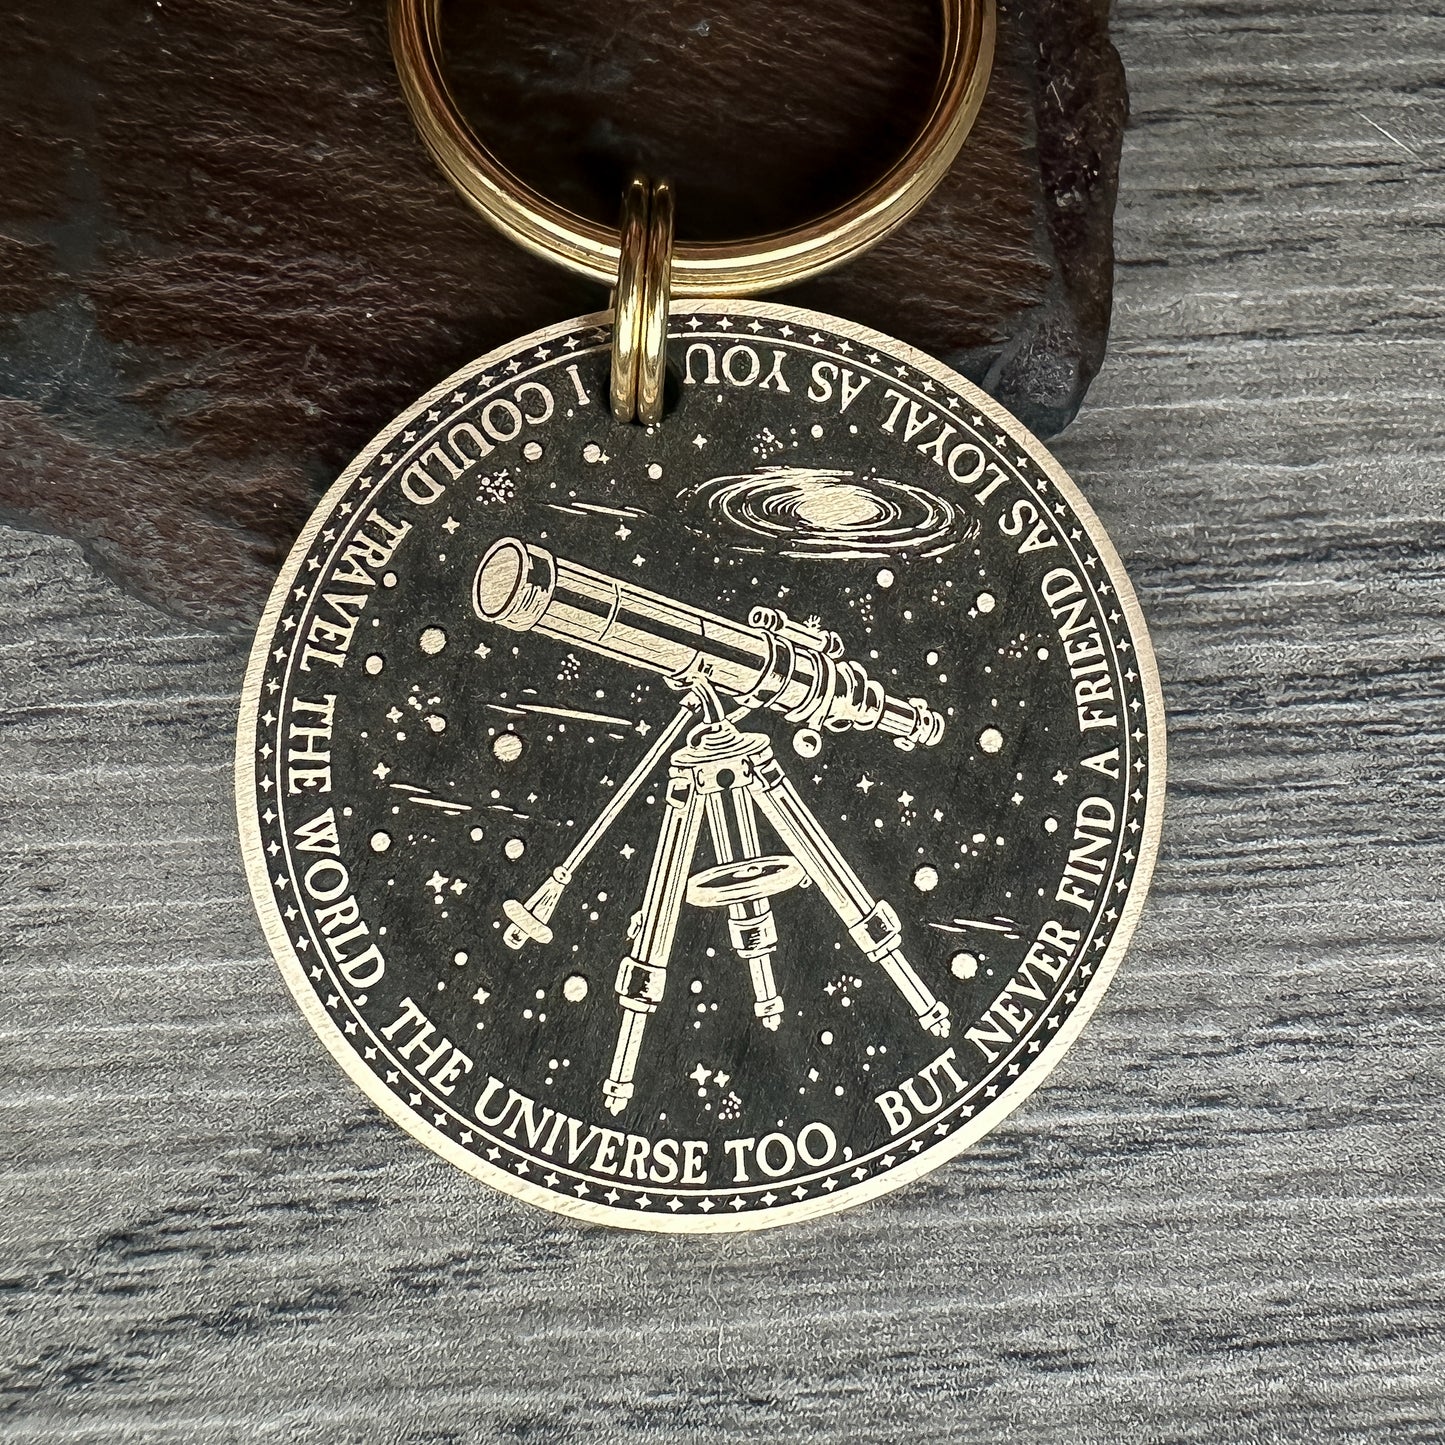 I COULD TRAVEL THE WORLD, THE UNIVERSE TOO, BUT NEVER FIND A FRIEND AS LOYAL AS YOU